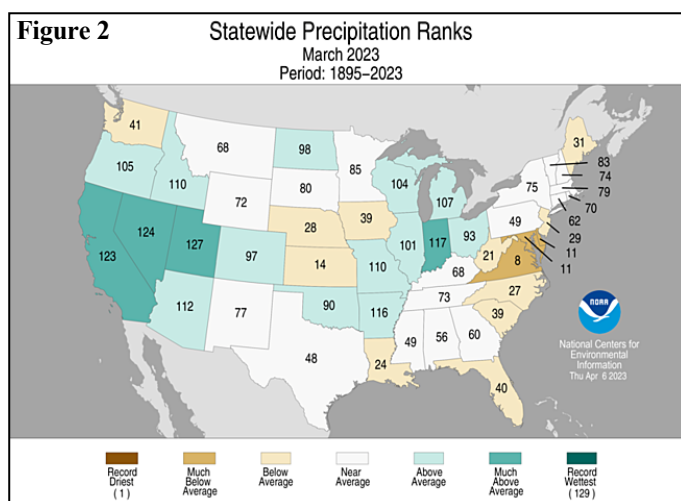 Figure 2
Statewide Precipitation Ranks
March 2023
Period: 1895-2023
41
68
98
85
31
105
110
72
80
104
107
75
83
74
79
70
62
29
11
11
123
124
127
97
28
39
101
117
93
49
21
8
14
110
68
27
112
77
90
116
73
39
48
24
49
56
60
40
NOAA
National Centers for
Environmental
Information
Thu Apr 6 2023
Record
Driest
(1)
Much
Below
Average
Below
Average
Near
Average
Above
Average
Much
Above
Average
Record
Wettest
(129)